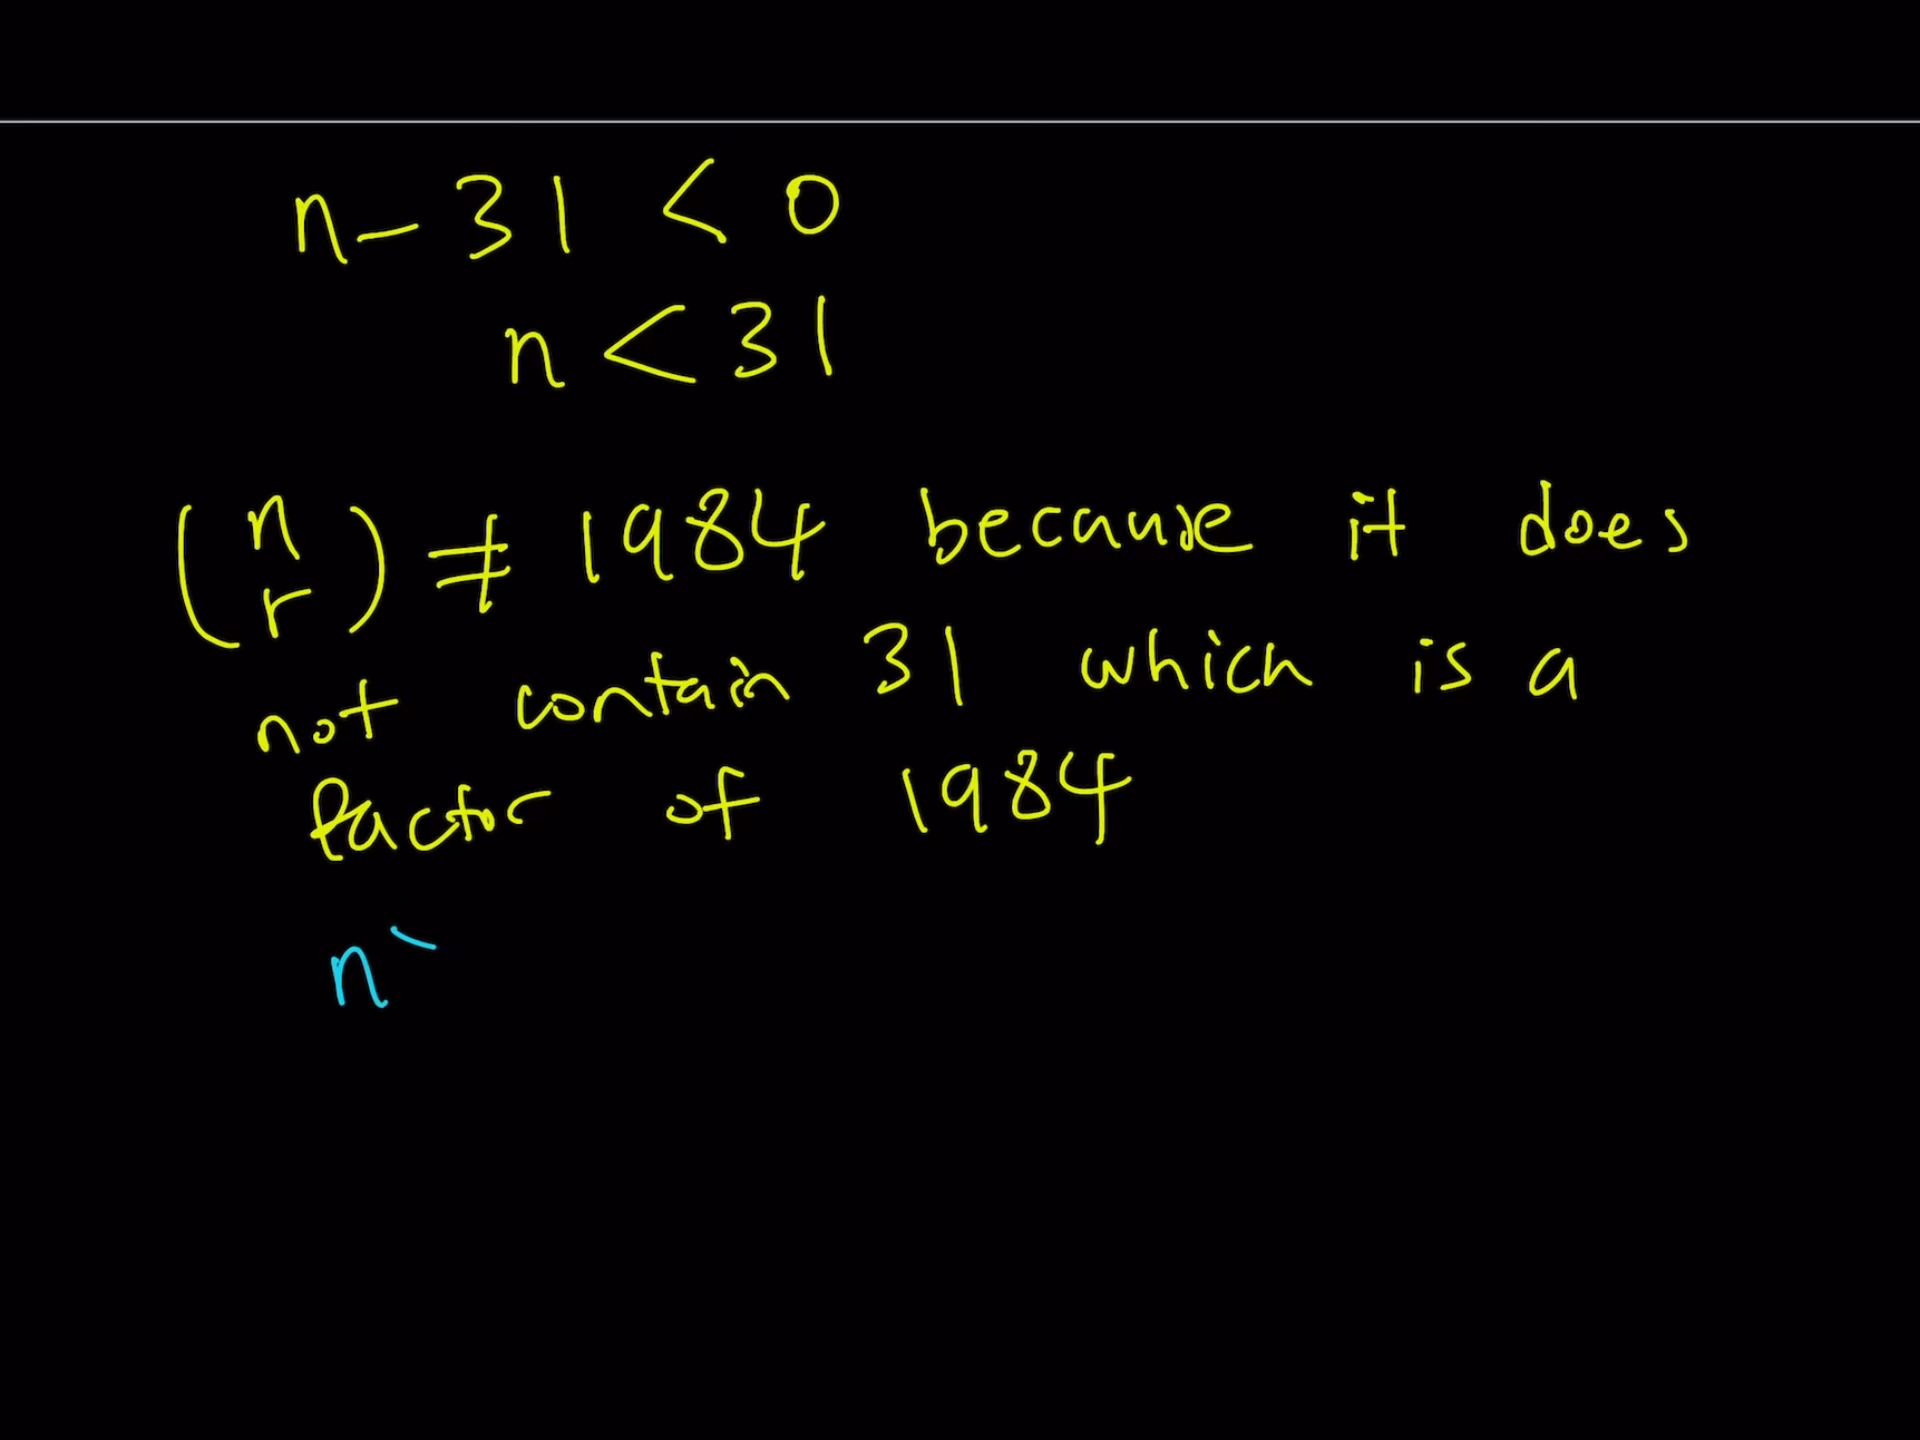 n - 31 < 0
n < 31
(n r) ≠ 1984 because it does
not contain 31 which is a
factor of 1984
n